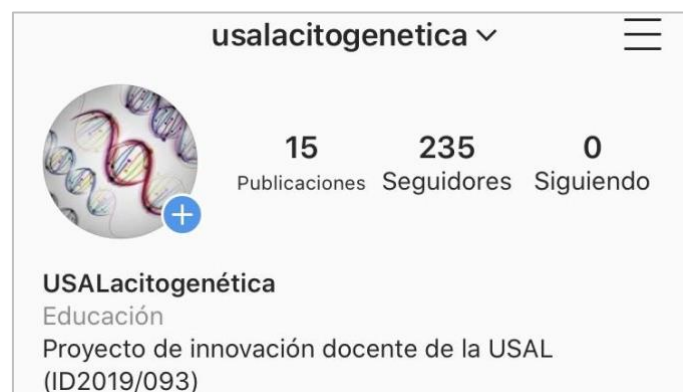 usalacitogenetica
15 235 0
Publicaciones Seguidores Siguiendo
USALacitogenética
Educación
Proyecto de innovación docente de la USAL
(ID2019/093)